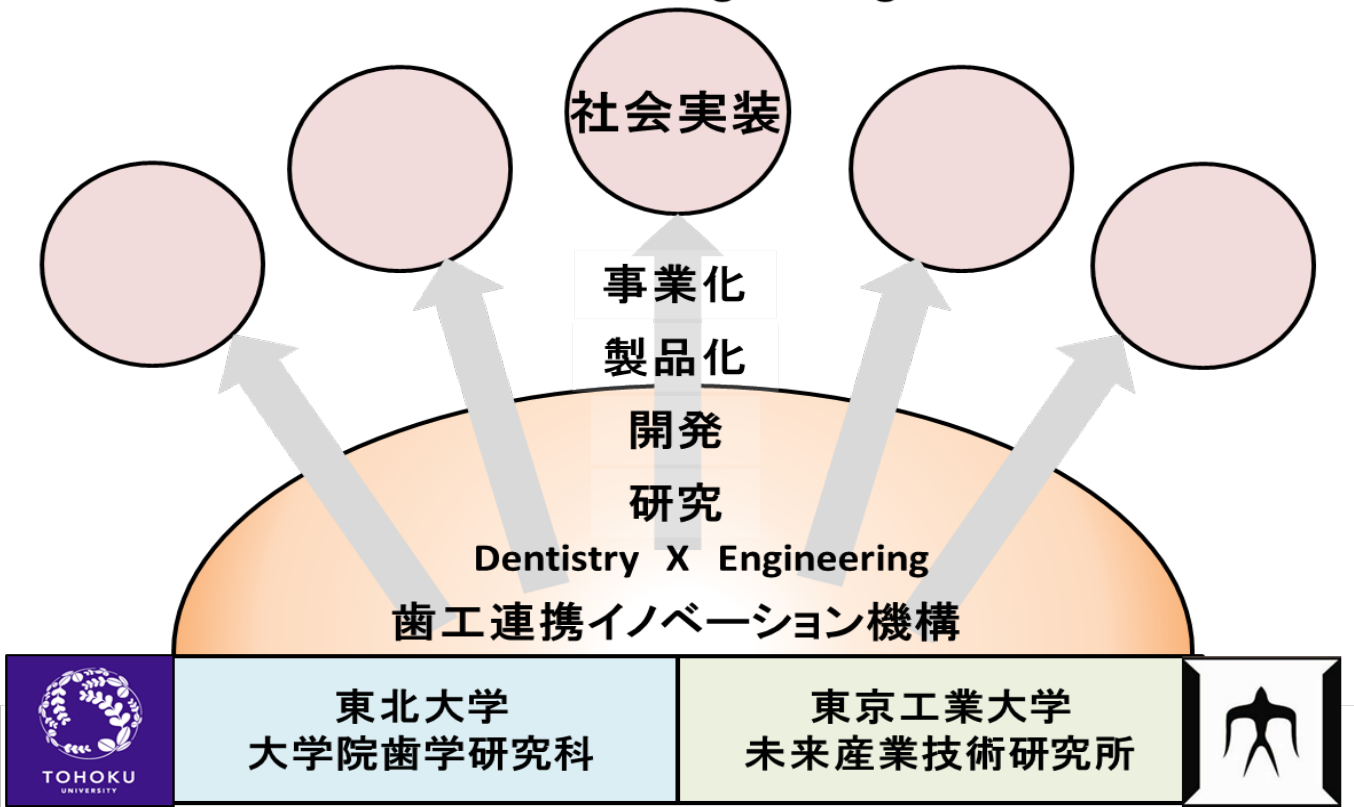 社会実装
事業化
製品化
開発
研究
Dentistry X Engineering
歯工連携イノベーション機構
東北大学
大学院歯学研究科
東京工業大学
未来産業技術研究所
TOHOKU
UNIVERSITY